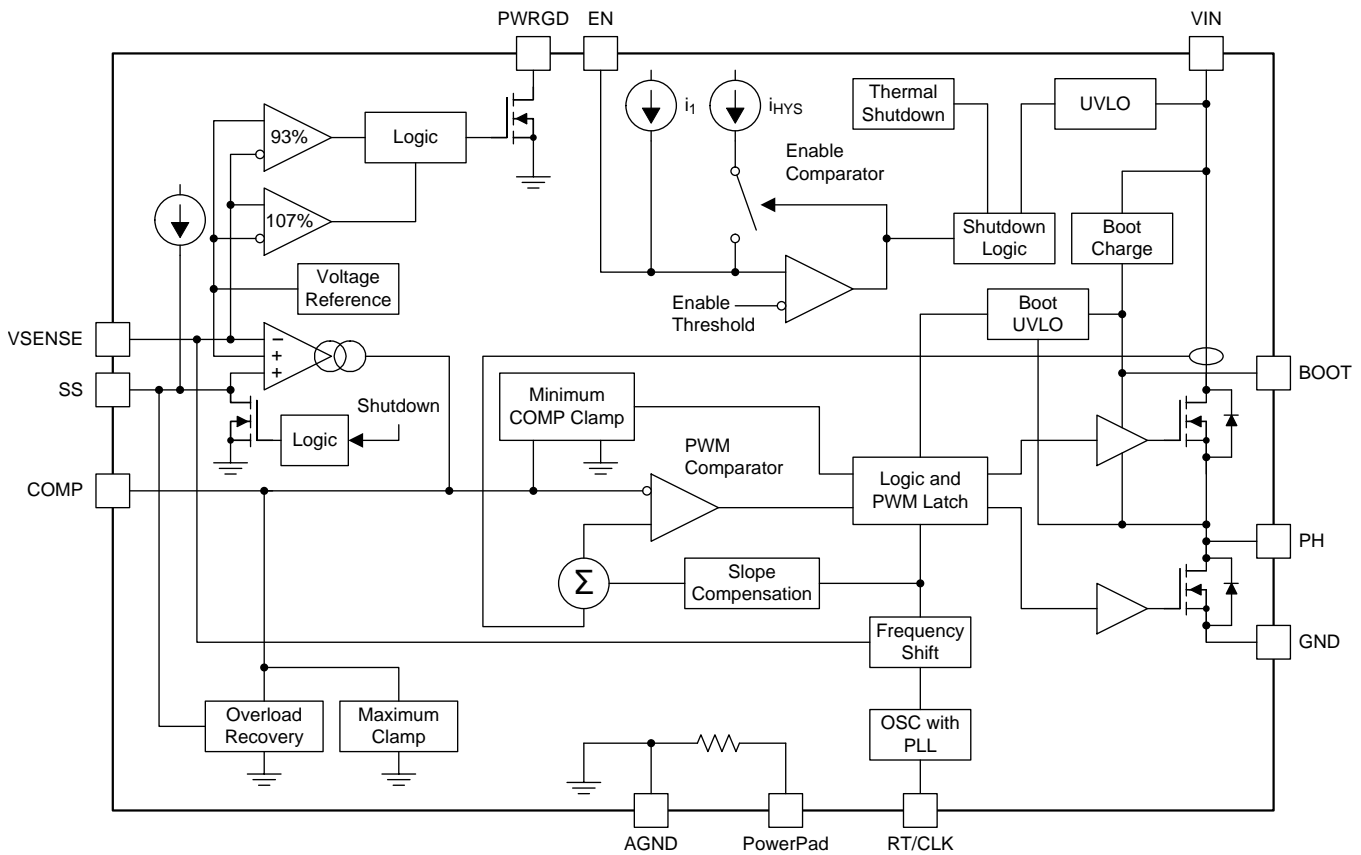 PWRGD
EN
VIN
93%
Logic
i1
iHYS
Thermal
Shutdown
UVLO
Enable
Comparator
107%
Shutdown
Logic
Boot
Charge
Voltage
Reference
Enable
Threshold
Boot
UVLO
VSENSE
−
+
+
SS
BOOT
Shutdown
Logic
Minimum
COMP Clamp
PWM
Comparator
COMP
Logic and
PWM Latch
PH
Σ
Slope
Compensation
Frequency
Shift
GND
Overload
Recovery
Maximum
Clamp
OSC with
PLL
AGND
PowerPad
RT/CLK